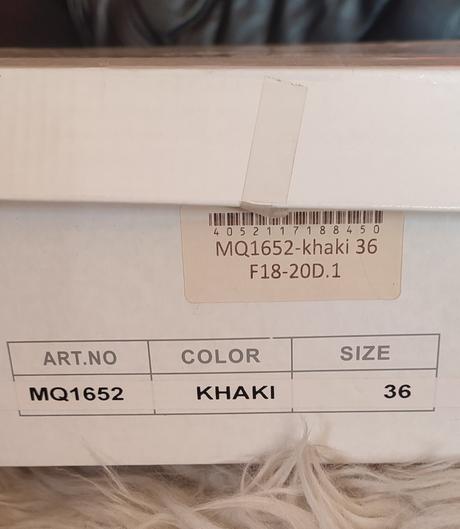 4052117188450
MQ1652-khaki 36
F18-20D.1
ART.NO COLOR SIZE
MQ1652 KHAKI 36